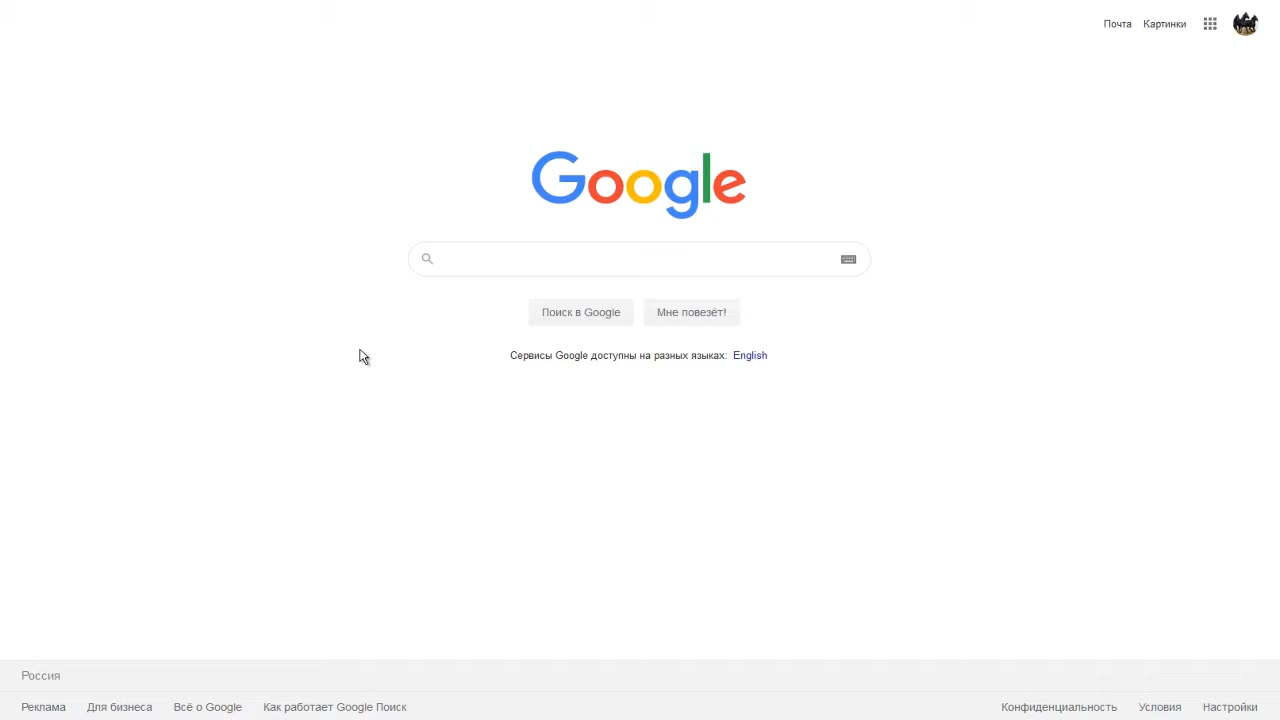 Почта Картинки
Google
Поиск в Google Мне повезёт!
Сервисы Google доступны на разных языках: English
Россия
Реклама Для бизнеса Всё о Google Как работает Google Поиск Конфиденциальность Условия Настройки